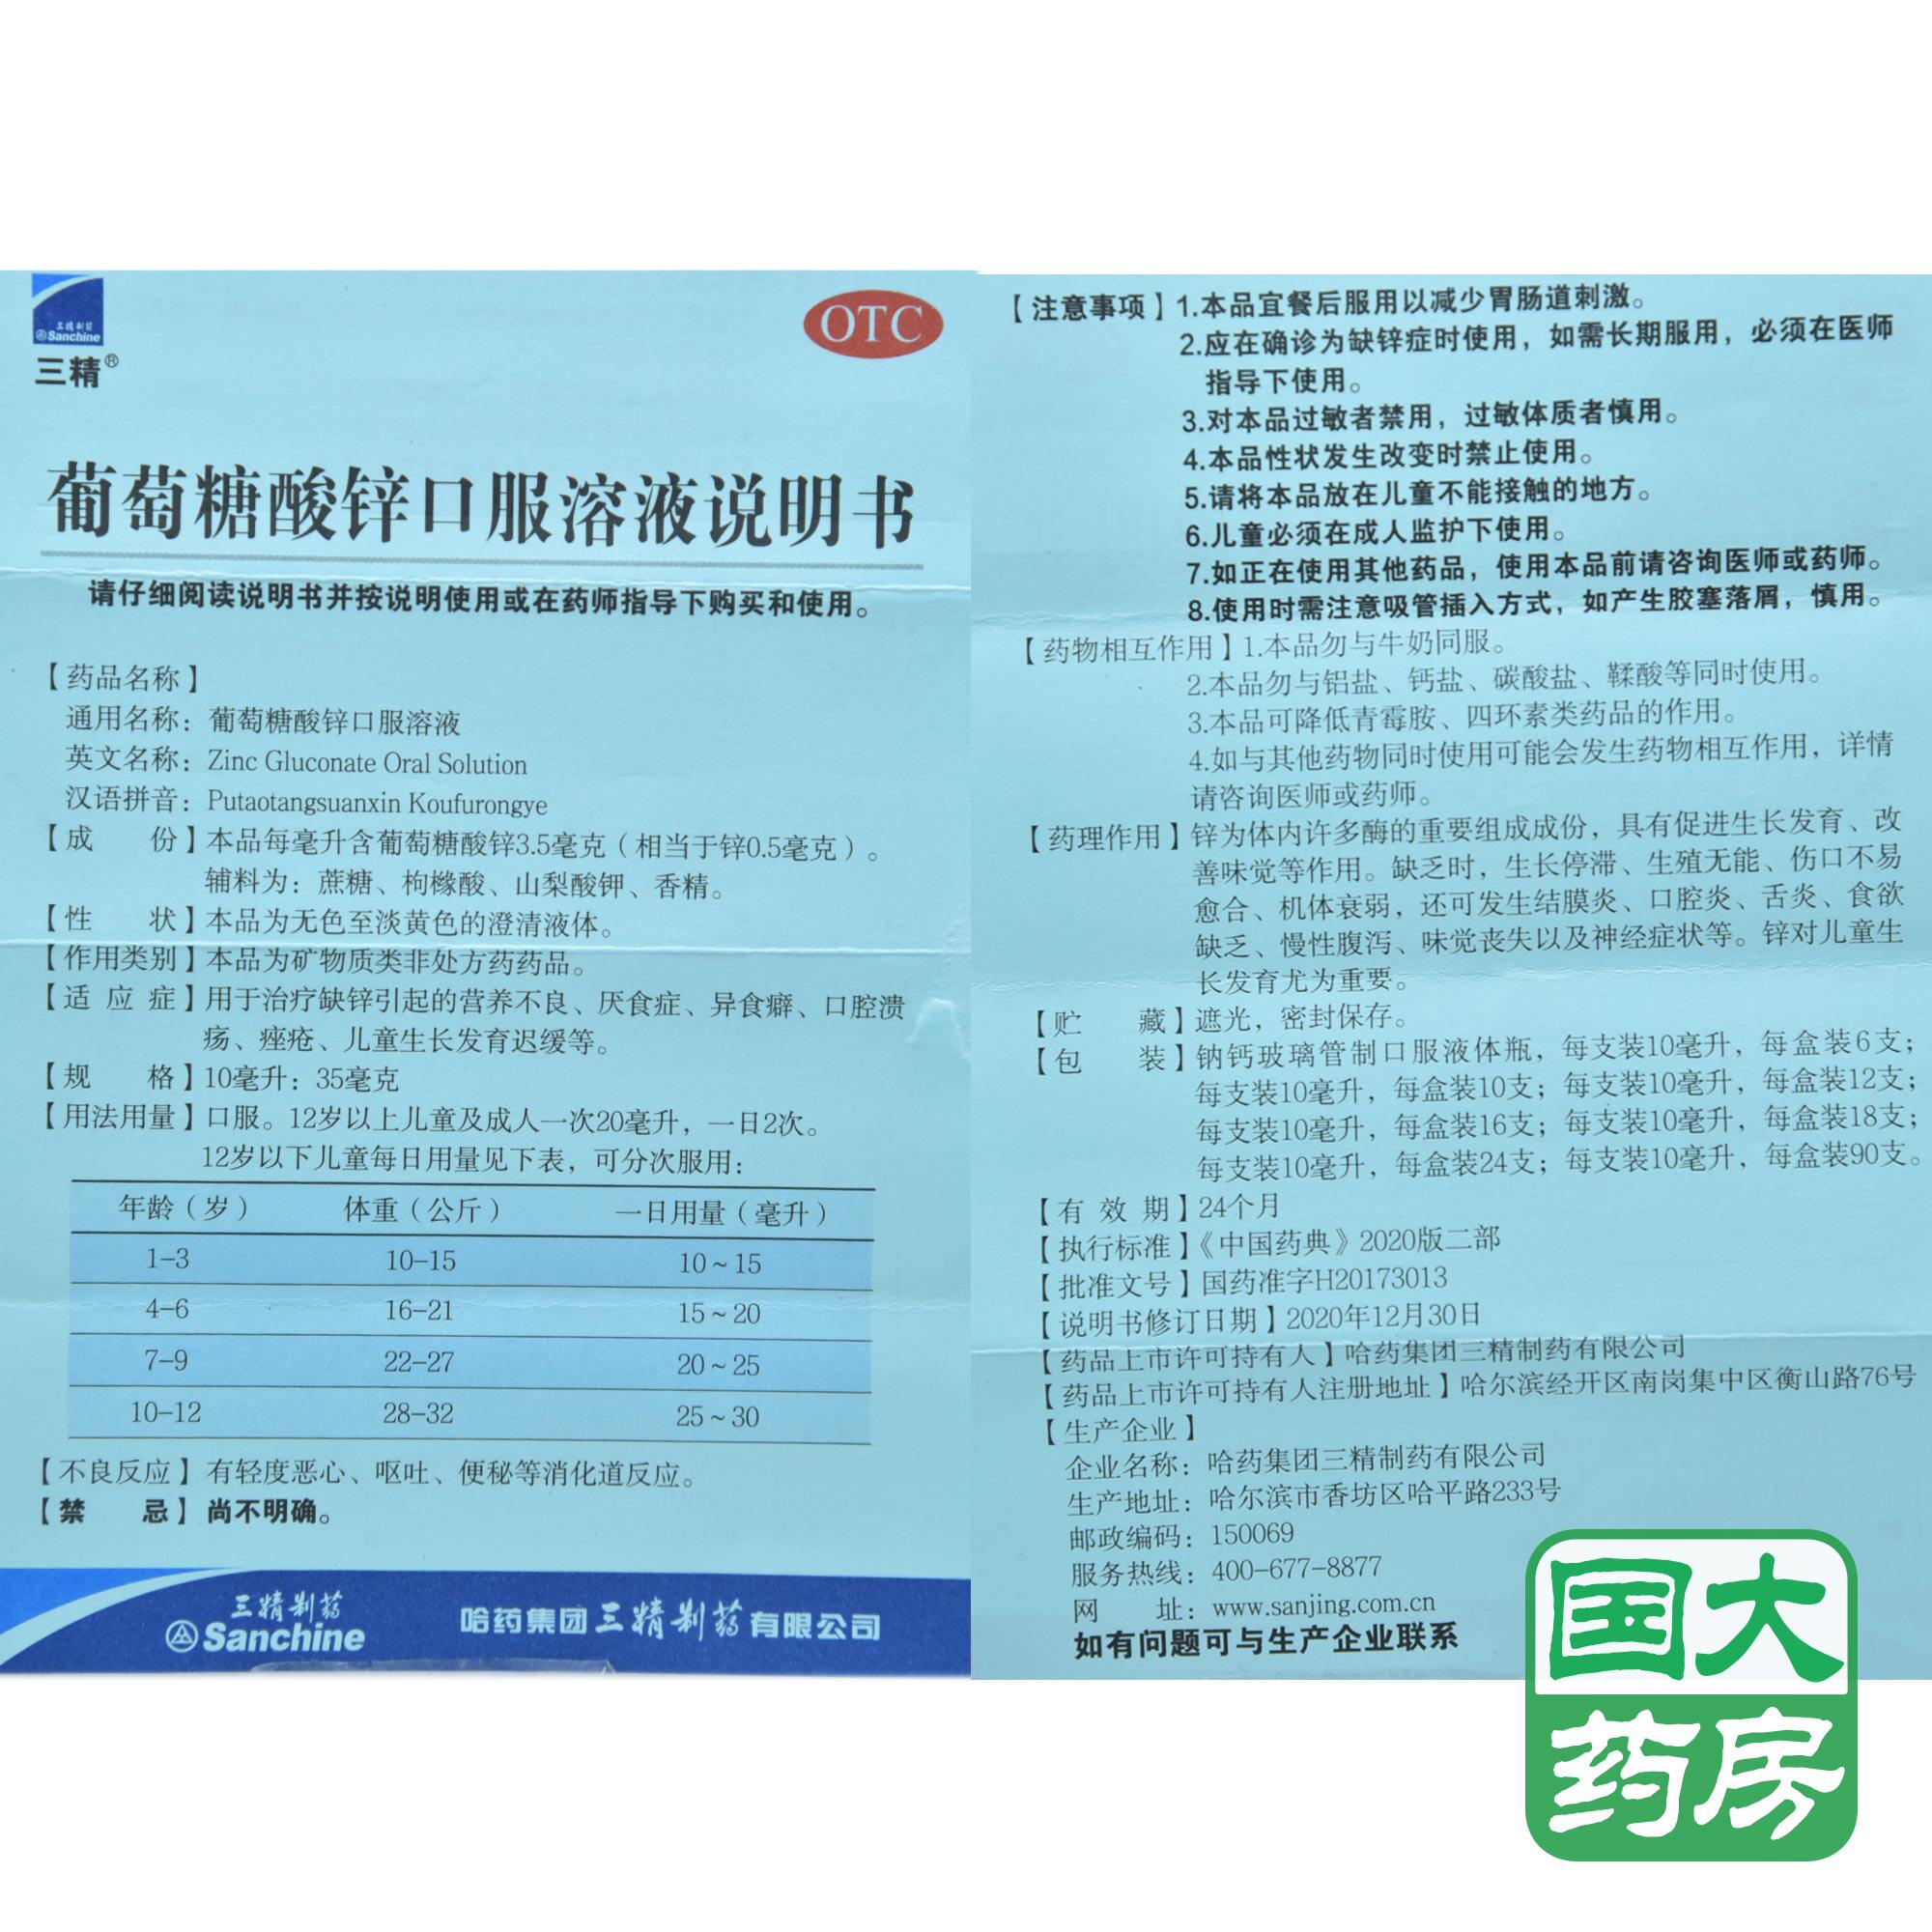 三精制药
Sanchine
三精®
OTC
葡萄糖酸锌口服溶液说明书
请仔细阅读说明书并按说明使用或在药师指导下购买和使用。
【药品名称】
通用名称：葡萄糖酸锌口服溶液
英文名称：Zinc Gluconate Oral Solution
汉语拼音：Putaotangsuanxin Koufurongye
【成 份】本品每毫升含葡萄糖酸锌3.5毫克（相当于锌0.5毫克）。
辅料为：蔗糖、枸橼酸、山梨酸钾、香精。
【性 状】本品为无色至淡黄色的澄清液体。
【作用类别】本品为矿物质类非处方药药品。
【适 应 症】用于治疗缺锌引起的营养不良、厌食症、异食癖、口腔溃
疡、痤疮、儿童生长发育迟缓等。
【规 格】10毫升：35毫克
【用法用量】口服。12岁以上儿童及成人一次20毫升，一日2次。
12岁以下儿童每日用量见下表，可分次服用：
年龄（岁） 体重（公斤） 一日用量（毫升）
1-3 10-15 10～15
4-6 16-21 15～20
7-9 22-27 20～25
10-12 28-32 25～30
【不良反应】有轻度恶心、呕吐、便秘等消化道反应。
【禁 忌】尚不明确。
三精制药
Sanchine
哈药集团三精制药有限公司
【注意事项】1.本品宜餐后服用以减少胃肠道刺激。
2.应在确诊为缺锌症时使用，如需长期服用，必须在医师
指导下使用。
3.对本品过敏者禁用，过敏体质者慎用。
4.本品性状发生改变时禁止使用。
5.请将本品放在儿童不能接触的地方。
6.儿童必须在成人监护下使用。
7.如正在使用其他药品，使用本品前请咨询医师或药师。
8.使用时需注意吸管插入方式，如产生胶塞落屑，慎用。
【药物相互作用】1.本品勿与牛奶同服。
2.本品勿与铝盐、钙盐、碳酸盐、鞣酸等同时使用。
3.本品可降低青霉胺、四环素类药品的作用。
4.如与其他药物同时使用可能会发生药物相互作用，详情
请咨询医师或药师。
【药理作用】锌为体内许多酶的重要组成成份，具有促进生长发育、改
善味觉等作用。缺乏时，生长停滞、生殖无能、伤口不易
愈合、机体衰弱，还可发生结膜炎、口腔炎、舌炎、食欲
缺乏、慢性腹泻、味觉丧失以及神经症状等。锌对儿童生
长发育尤为重要。
【贮 藏】遮光，密封保存。
【包 装】钠钙玻璃管制口服液体瓶，每支装10毫升，每盒装6支；
每支装10毫升，每盒装10支；每支装10毫升，每盒装12支；
每支装10毫升，每盒装16支；每支装10毫升，每盒装18支；
每支装10毫升，每盒装24支；每支装10毫升，每盒装90支。
【有 效 期】24个月
【执行标准】《中国药典》2020版二部
【批准文号】国药准字H20173013
【说明书修订日期】2020年12月30日
【药品上市许可持有人】哈药集团三精制药有限公司
【药品上市许可持有人注册地址】哈尔滨经开区南岗集中区衡山路76号
【生产企业】
企业名称：哈药集团三精制药有限公司
生产地址：哈尔滨市香坊区哈平路233号
邮政编码：150069
服务热线：400-677-8877
网 址：www.sanjing.com.cn
如有问题可与生产企业联系
国大
药房